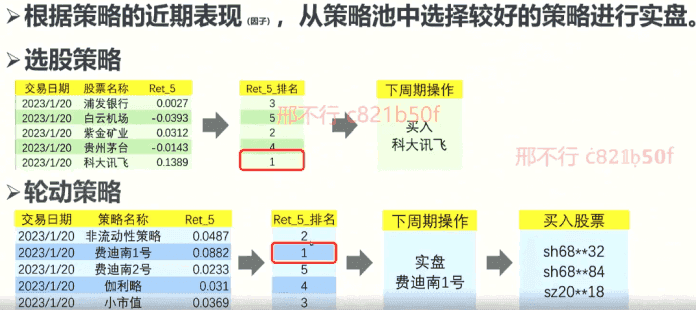 ➤根据策略的近期表现(因子)，从策略池中选择较好的策略进行实盘。
➤选股策略
交易日期 股票名称 Ret_5
2023/1/20 浦发银行 0.0027
2023/1/20 白云机场 -0.0393
2023/1/20 紫金矿业 0.0312
2023/1/20 贵州茅台 -0.0143
2023/1/20 科大讯飞 0.1389
Ret_5_排名
3
5
2
4
1
下周期操作
买入
科大讯飞
邢不行 c821b50f
邢不行 c821b50f
➤轮动策略
交易日期 策略名称 Ret_5
2023/1/20 非流动性策略 0.0487
2023/1/20 费迪南1号 0.0882
2023/1/20 费迪南2号 0.0233
2023/1/20 伽利略 0.031
2023/1/20 小市值 0.0369
Ret_5_排名
2
1
5
4
3
下周期操作
实盘
费迪南1号
买入股票
sh68**32
sh68**84
sz20**18